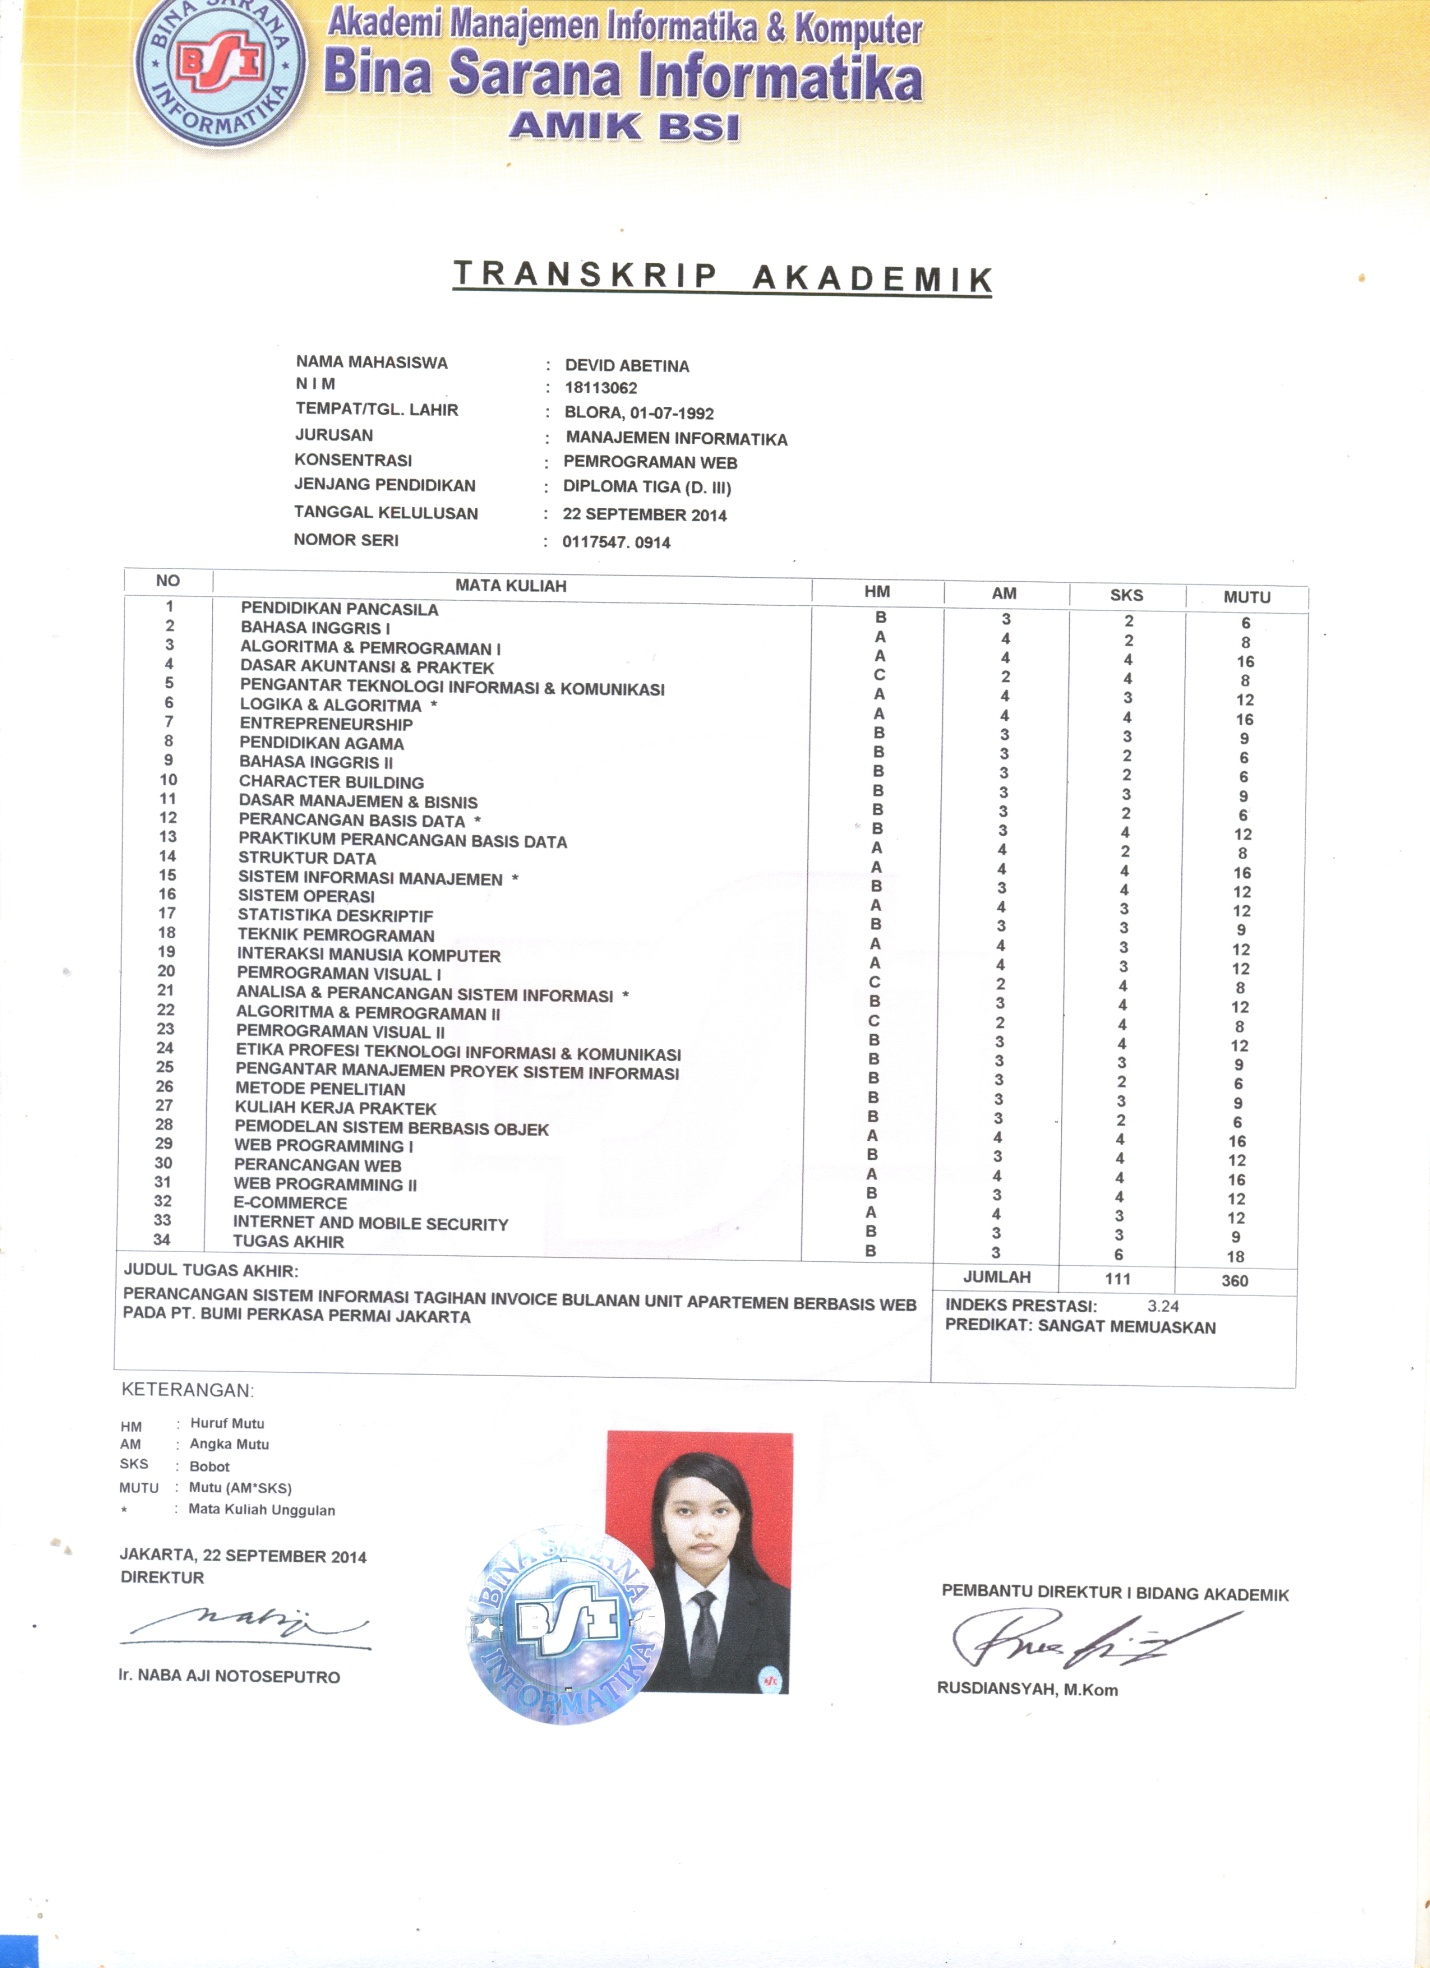 BINA SARANA INFORMATIKA
BSI
Akademi Manajemen Informatika & Komputer
Bina Sarana Informatika
AMIK BSI
TRANSKRIP AKADEMIK
NAMA MAHASISWA : DEVID ABETINA
N I M : 18113062
TEMPAT/TGL. LAHIR : BLORA, 01-07-1992
JURUSAN : MANAJEMEN INFORMATIKA
KONSENTRASI : PEMROGRAMAN WEB
JENJANG PENDIDIKAN : DIPLOMA TIGA (D. III)
TANGGAL KELULUSAN : 22 SEPTEMBER 2014
NOMOR SERI : 0117547. 0914
NO MATA KULIAH HM AM SKS MUTU
1 PENDIDIKAN PANCASILA B 3 2 6
2 BAHASA INGGRIS I A 4 2 8
3 ALGORITMA & PEMROGRAMAN I A 4 4 16
4 DASAR AKUNTANSI & PRAKTEK C 2 4 8
5 PENGANTAR TEKNOLOGI INFORMASI & KOMUNIKASI A 4 3 12
6 LOGIKA & ALGORITMA * A 4 4 16
7 ENTREPRENEURSHIP B 3 3 9
8 PENDIDIKAN AGAMA B 3 2 6
9 BAHASA INGGRIS II B 3 2 6
10 CHARACTER BUILDING B 3 3 9
11 DASAR MANAJEMEN & BISNIS B 3 2 6
12 PERANCANGAN BASIS DATA * B 3 4 12
13 PRAKTIKUM PERANCANGAN BASIS DATA A 4 2 8
14 STRUKTUR DATA A 4 4 16
15 SISTEM INFORMASI MANAJEMEN * B 3 4 12
16 SISTEM OPERASI A 4 3 12
17 STATISTIKA DESKRIPTIF B 3 3 9
18 TEKNIK PEMROGRAMAN A 4 3 12
19 INTERAKSI MANUSIA KOMPUTER A 4 3 12
20 PEMROGRAMAN VISUAL I C 2 4 8
21 ANALISA & PERANCANGAN SISTEM INFORMASI * B 3 4 12
22 ALGORITMA & PEMROGRAMAN II C 2 4 8
23 PEMROGRAMAN VISUAL II B 3 4 12
24 ETIKA PROFESI TEKNOLOGI INFORMASI & KOMUNIKASI B 3 3 9
25 PENGANTAR MANAJEMEN PROYEK SISTEM INFORMASI B 3 2 6
26 METODE PENELITIAN B 3 3 9
27 KULIAH KERJA PRAKTEK B 3 2 6
28 PEMODELAN SISTEM BERBASIS OBJEK A 4 4 16
29 WEB PROGRAMMING I B 3 4 12
30 PERANCANGAN WEB A 4 4 16
31 WEB PROGRAMMING II B 3 4 12
32 E-COMMERCE A 4 3 12
33 INTERNET AND MOBILE SECURITY B 3 3 9
34 TUGAS AKHIR B 3 6 18
JUDUL TUGAS AKHIR: JUMLAH 111 360
PERANCANGAN SISTEM INFORMASI TAGIHAN INVOICE BULANAN UNIT APARTEMEN BERBASIS WEB
PADA PT. BUMI PERKASA PERMAI JAKARTA
INDEKS PRESTASI: 3.24
PREDIKAT: SANGAT MEMUASKAN
KETERANGAN:
HM : Huruf Mutu
AM : Angka Mutu
SKS : Bobot
MUTU : Mutu (AM*SKS)
* : Mata Kuliah Unggulan
JAKARTA, 22 SEPTEMBER 2014
DIREKTUR
Ir. NABA AJI NOTOSEPUTRO
BINA SARANA INFORMATIKA
BSI
PEMBANTU DIREKTUR I BIDANG AKADEMIK
RUSDIANSYAH, M.Kom